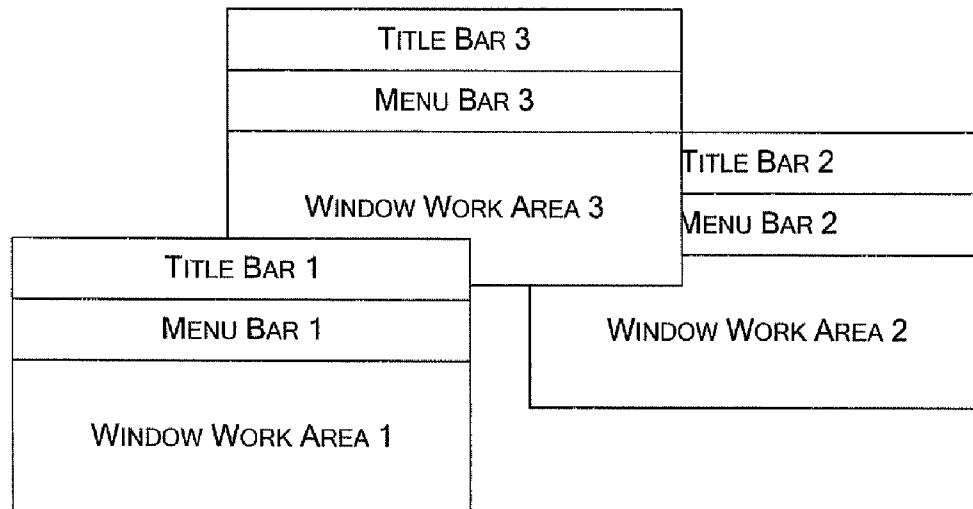 TITLE BAR 3
MENU BAR 3
WINDOW WORK AREA 3
TITLE BAR 2
MENU BAR 2
WINDOW WORK AREA 2
TITLE BAR 1
MENU BAR 1
WINDOW WORK AREA 1